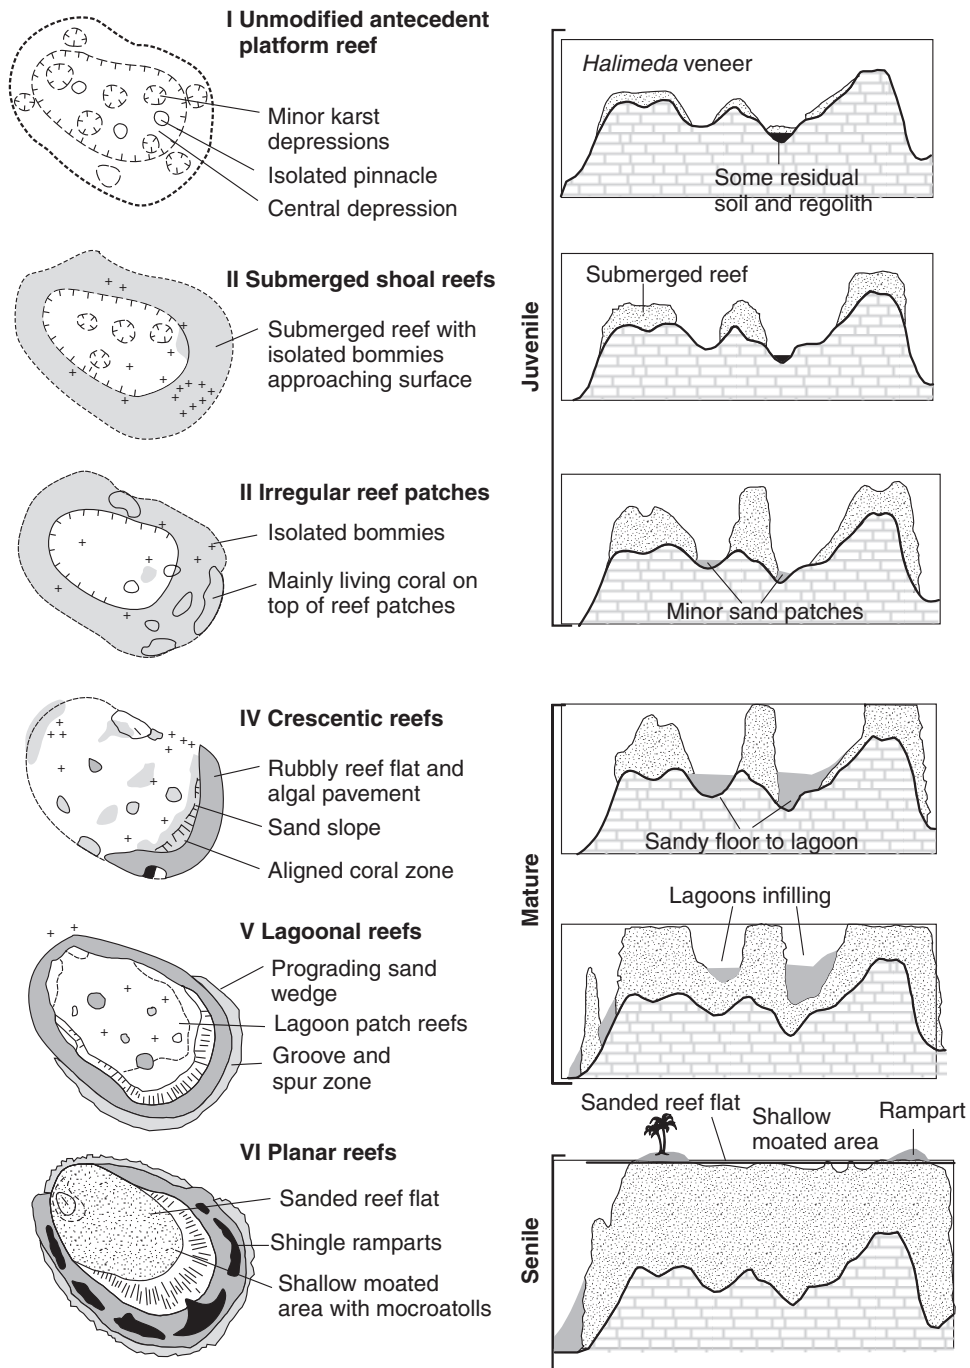 I Unmodified antecedent
platform reef
Minor karst
depressions
Isolated pinnacle
Central depression
Halimeda veneer
Some residual
soil and regolith
II Submerged shoal reefs
Submerged reef with
isolated bommies
approaching surface
Submerged reef
Juvenile
II Irregular reef patches
Isolated bommies
Mainly living coral on
top of reef patches
Minor sand patches
IV Crescentic reefs
Rubbly reef flat and
algal pavement
Sand slope
Aligned coral zone
Sandy floor to lagoon
Mature
V Lagoonal reefs
Prograding sand
wedge
Lagoon patch reefs
Groove and
spur zone
Lagoons infilling
VI Planar reefs
Sanded reef flat
Shingle ramparts
Shallow moated
area with mocroatolls
Sanded reef flat
Shallow
moated area
Rampart
Senile